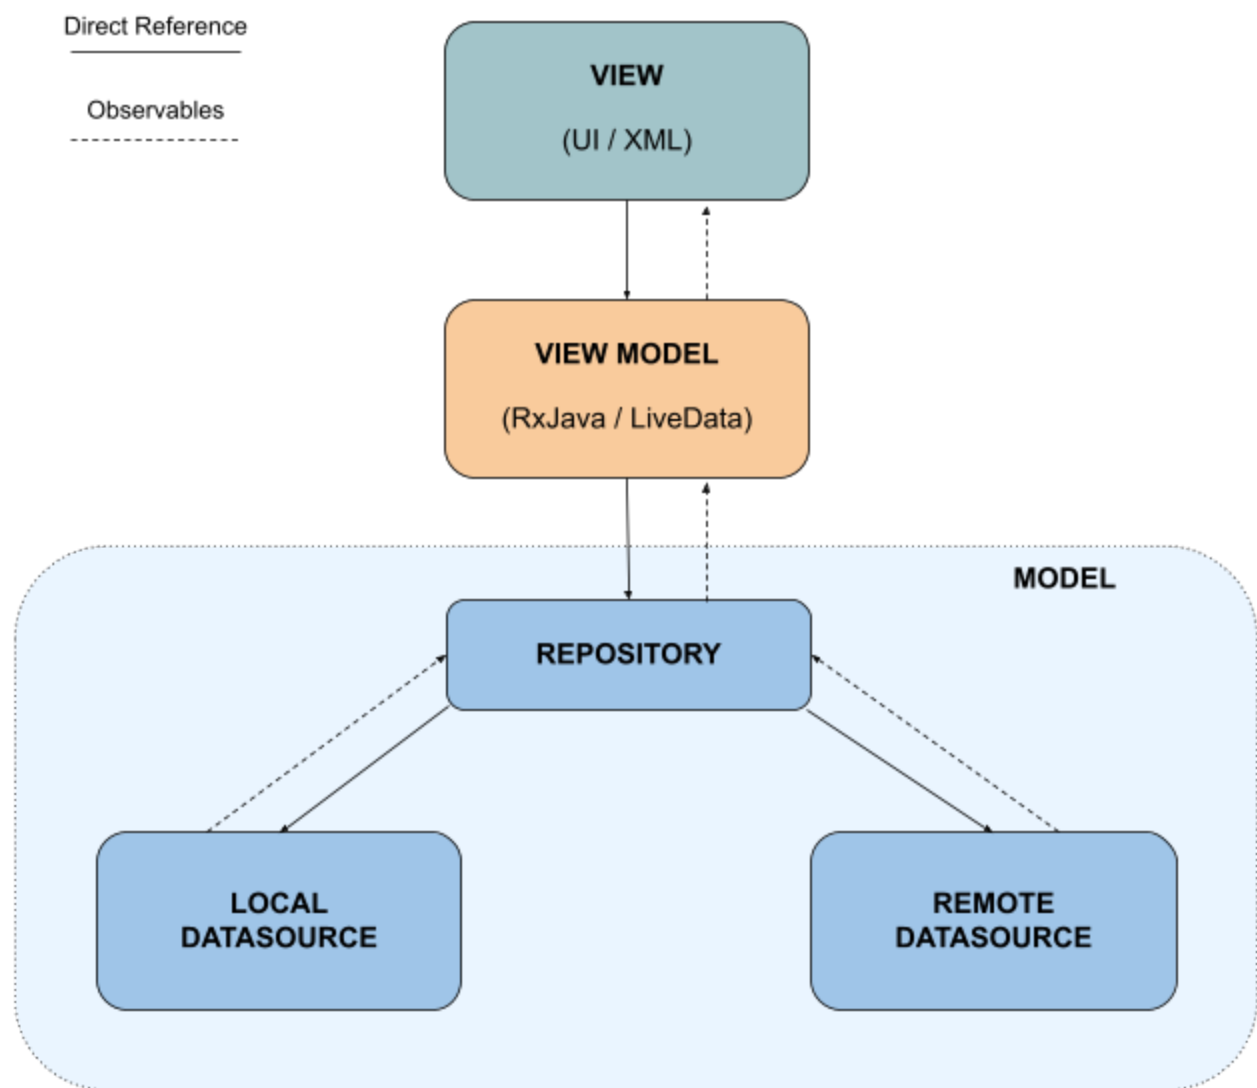 Direct Reference
Observables
VIEW
(UI / XML)
VIEW MODEL
(RxJava / LiveData)
MODEL
REPOSITORY
LOCAL
DATASOURCE
REMOTE
DATASOURCE